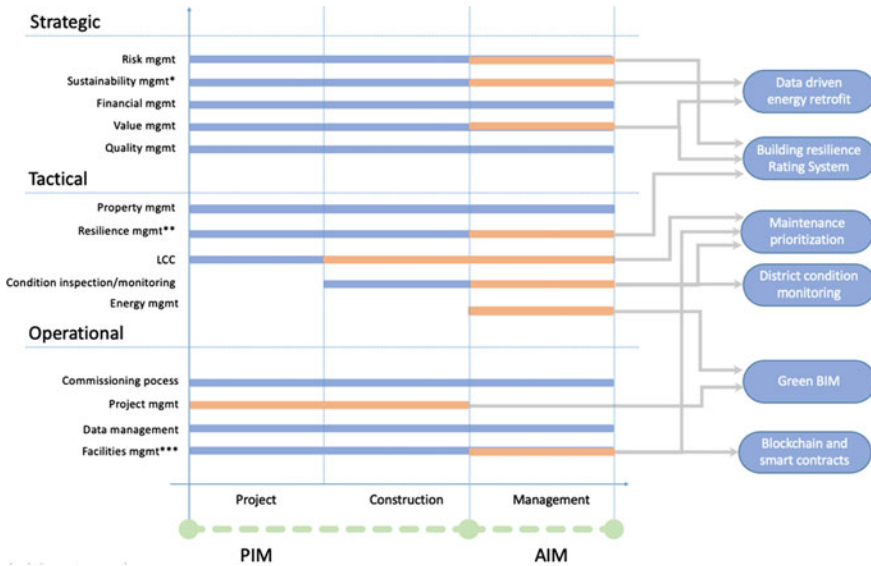 Strategic
Risk mgmt
Sustainability mgmt*
Financial mgmt
Value mgmt
Quality mgmt
Tactical
Property mgmt
Resilience mgmt**
LCC
Condition inspection/monitoring
Energy mgmt
Operational
Commissioning pocess
Project mgmt
Data management
Facilities mgmt***
Data driven
energy retrofit
Building resilience
Rating System
Maintenance
prioritization
District condition
monitoring
Green BIM
Blockchain and
smart contracts
Project
Construction
Management
PIM
AIM